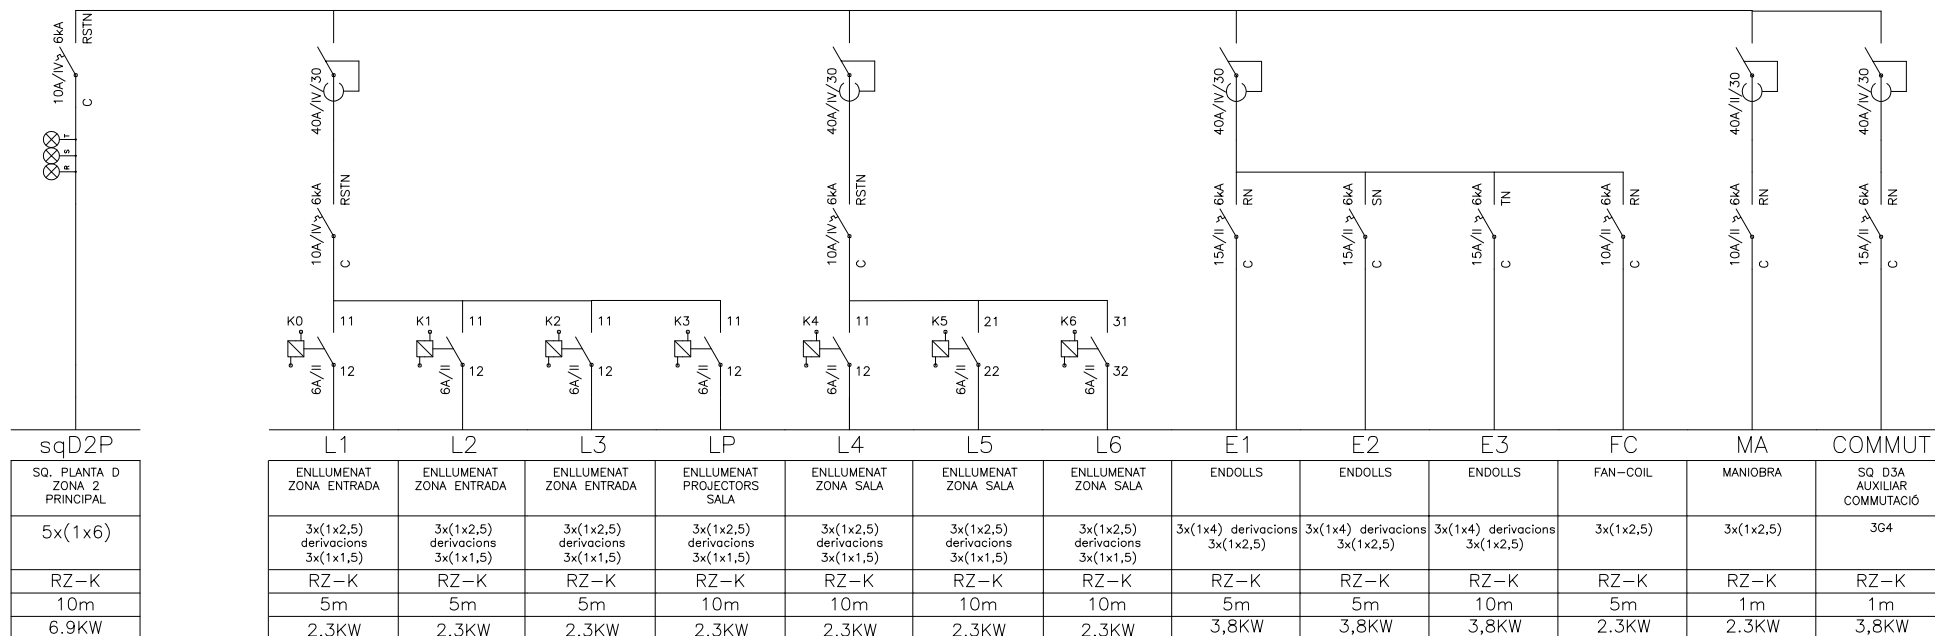 10A/IV 6kA
RSTN
C
T
S
R
40A/IV/30
10A/IV 6kA
RSTN
C
40A/IV/30
10A/IV 6kA
RSTN
C
40A/IV/30
15A/II 6kA
RN
C
15A/II 6kA
SN
C
15A/II 6kA
TN
C
10A/II 6kA
RN
C
40A/II/30
10A/II 6kA
RN
C
40A/IV/30
15A/II 6kA
RN
C
K0 11
6A/II 12
K1 11
6A/II 12
K2 11
6A/II 12
K3 11
6A/II 12
K4 11
6A/II 12
K5 21
6A/II 22
K6 31
6A/II 32
sqD2P L1 L2 L3 LP L4 L5 L6 E1 E2 E3 FC MA COMMUT
SQ. PLANTA D
ZONA 2
PRINCIPAL
ENLLUMENAT
ZONA ENTRADA
ENLLUMENAT
ZONA ENTRADA
ENLLUMENAT
ZONA ENTRADA
ENLLUMENAT
PROJECTORS
SALA
ENLLUMENAT
ZONA SALA
ENLLUMENAT
ZONA SALA
ENLLUMENAT
ZONA SALA
ENDOLLS
ENDOLLS
ENDOLLS
FAN-COIL
MANIOBRA
SQ D3A
AUXILIAR
COMMUTACIÓ
5x(1x6)
3x(1x2,5)
derivacions
3x(1x1,5)
3x(1x2,5)
derivacions
3x(1x1,5)
3x(1x2,5)
derivacions
3x(1x1,5)
3x(1x2,5)
derivacions
3x(1x1,5)
3x(1x2,5)
derivacions
3x(1x1,5)
3x(1x2,5)
derivacions
3x(1x1,5)
3x(1x2,5)
derivacions
3x(1x1,5)
3x(1x4) derivacions
3x(1x2,5)
3x(1x4) derivacions
3x(1x2,5)
3x(1x4) derivacions
3x(1x2,5)
3x(1x2,5)
3x(1x2,5)
3G4
RZ-K RZ-K RZ-K RZ-K RZ-K RZ-K RZ-K RZ-K RZ-K RZ-K RZ-K RZ-K RZ-K RZ-K
10m 5m 5m 5m 10m 10m 10m 10m 5m 5m 10m 5m 1m 1m
6.9KW 2.3KW 2.3KW 2.3KW 2.3KW 2.3KW 2.3KW 2.3KW 3,8KW 3,8KW 3,8KW 2.3KW 2.3KW 3,8KW